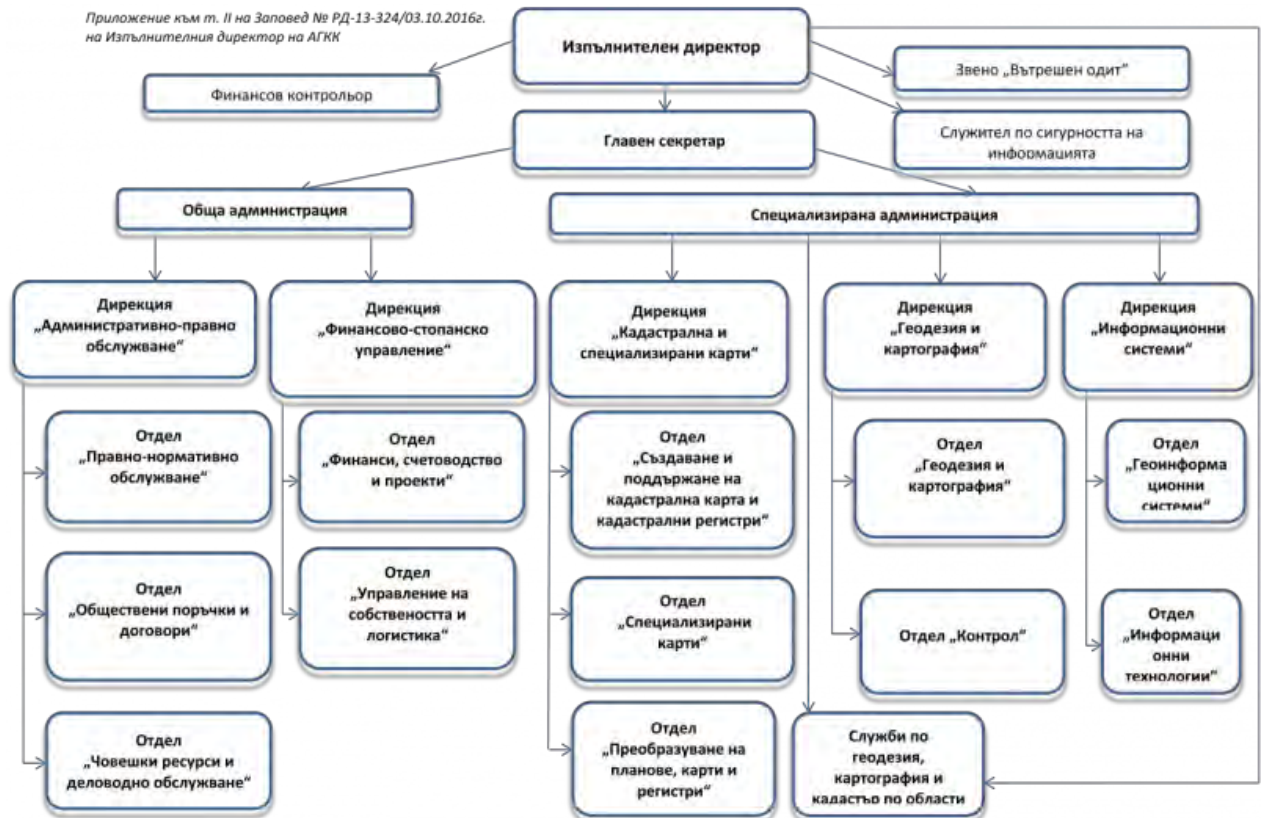 Приложение към т. II на Заповед № РД-13-324/03.10.2016г.
на Изпълнителния директор на АГКК
Изпълнителен директор
Финансов контрольор
Звено „Вътрешен одит“
Главен секретар
Служител по сигурността на
информацията
Обща администрация
Специализирана администрация
Дирекция
„Административно-правно
обслужване“
Дирекция
„Финансово-стопанско
управление“
Дирекция
„Кадастрална и
специализирани карти“
Дирекция
„Геодезия и
картография“
Дирекция
„Информационни
системи“
Отдел
„Правно-нормативно
обслужване“
Отдел
„Финанси, счетоводство
и проекти“
Отдел
„Създаване и
поддържане на
кадастрална карта и
кадастрални регистри“
Отдел
„Геодезия и
картография“
Отдел
„Геоинформа
ционни
системи“
Отдел
„Обществени поръчки и
договори“
Отдел
„Управление на
собствеността и
логистика“
Отдел
„Специализирани
карти“
Отдел „Контрол“
Отдел
„Информаци
онни
технологии“
Отдел
„Човешки ресурси и
деловодно обслужване“
Отдел
„Преобразуване на
планове, карти и
регистри“
Служби по
геодезия,
картография и
кадастър по области